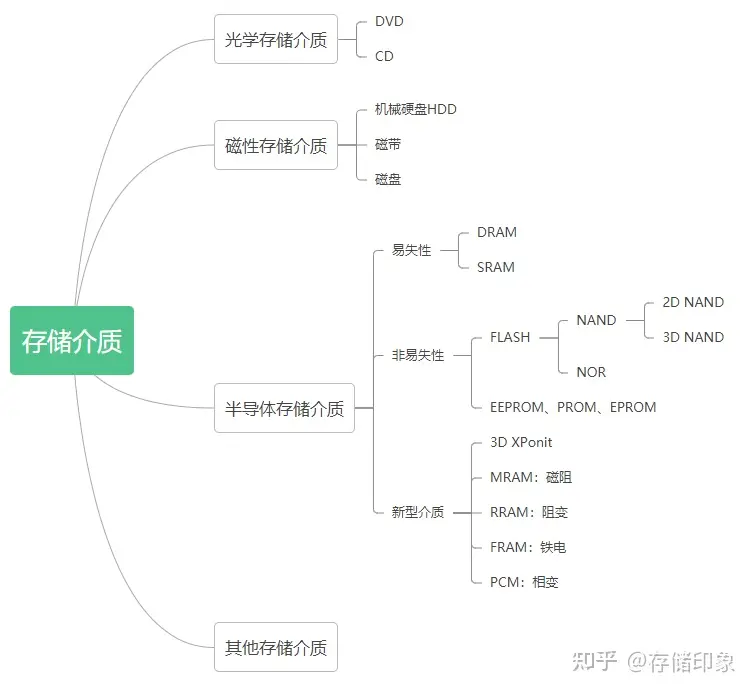 存储介质
光学存储介质
DVD
CD
磁性存储介质
机械硬盘HDD
磁带
磁盘
半导体存储介质
易失性
DRAM
SRAM
非易失性
FLASH
NAND
2D NAND
3D NAND
NOR
EEPROM、PROM、EPROM
新型介质
3D XPonit
MRAM：磁阻
RRAM：阻变
FRAM：铁电
PCM：相变
其他存储介质
知乎 @存储印象